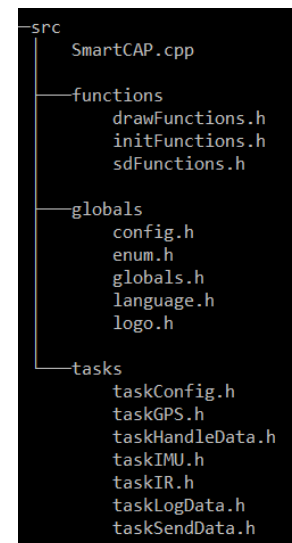 src
SmartCAP.cpp
functions
drawFunctions.h
initFunctions.h
sdFunctions.h
globals
config.h
enum.h
globals.h
language.h
logo.h
tasks
taskConfig.h
taskGPS.h
taskHandleData.h
taskIMU.h
taskIR.h
taskLogData.h
taskSendData.h